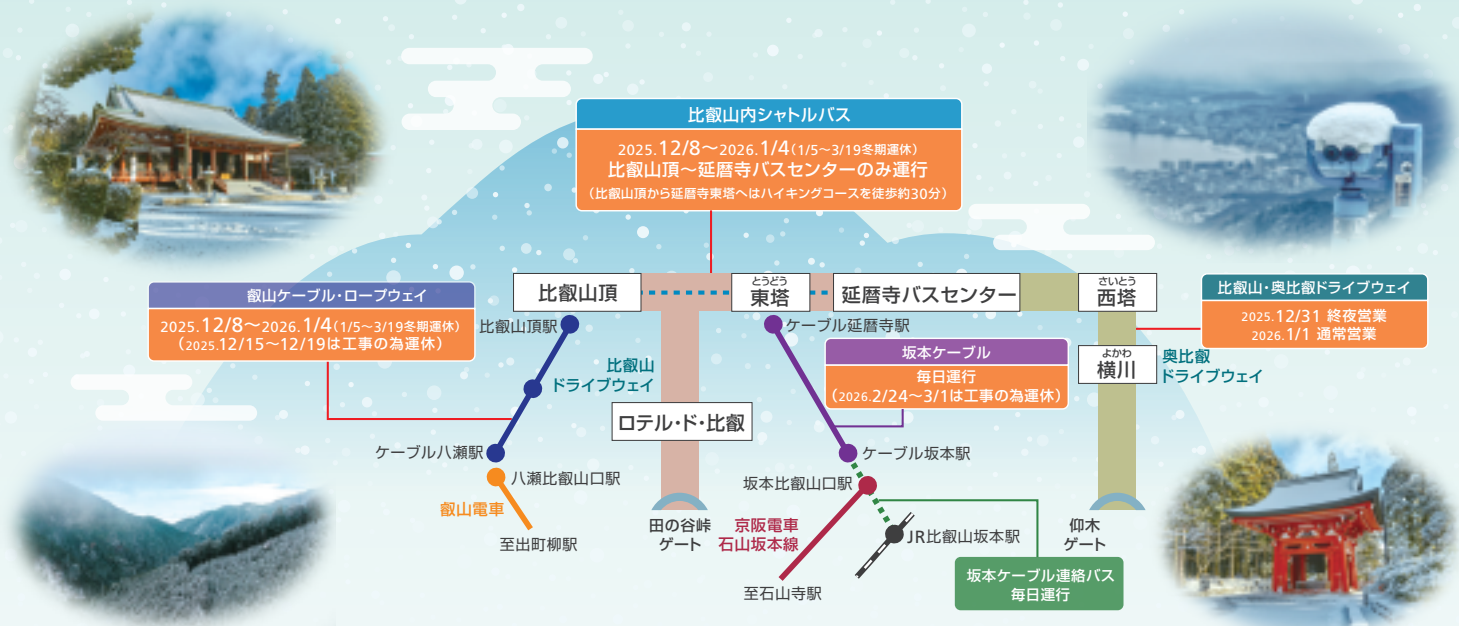 比叡山内シャトルバス
2025.12/8～2026.1/4(1/5～3/19冬期運休)
比叡山頂～延暦寺バスセンターのみ運行
(比叡山頂から延暦寺東塔へはハイキングコースを徒歩約30分)
叡山ケーブル・ロープウェイ
2025.12/8～2026.1/4(1/5～3/19冬期運休)
(2025.12/15～12/19は工事の為運休)
比叡山頂
とうどう
東塔
延暦寺バスセンター
さいとう
西塔
比叡山・奥比叡ドライブウェイ
2025.12/31 終夜営業
2026.1/1 通常営業
比叡山頂駅
ケーブル延暦寺駅
坂本ケーブル
毎日運行
(2026.2/24～3/1は工事の為運休)
よかわ
横川
奥比叡
ドライブウェイ
比叡山
ドライブウェイ
ロテル・ド・比叡
ケーブル八瀬駅
八瀬比叡山口駅
叡山電車
至出町柳駅
ケーブル坂本駅
坂本比叡山口駅
田の谷峠
ゲート
京阪電車
石山坂本線
至石山寺駅
JR比叡山坂本駅
仰木
ゲート
坂本ケーブル連絡バス
毎日運行